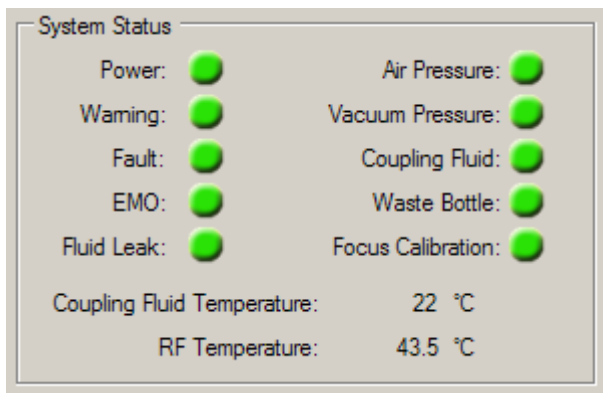 System Status
Power: Air Pressure:
Warning: Vacuum Pressure:
Fault: Coupling Fluid:
EMO: Waste Bottle:
Fluid Leak: Focus Calibration:
Coupling Fluid Temperature: 22 °C
RF Temperature: 43.5 °C